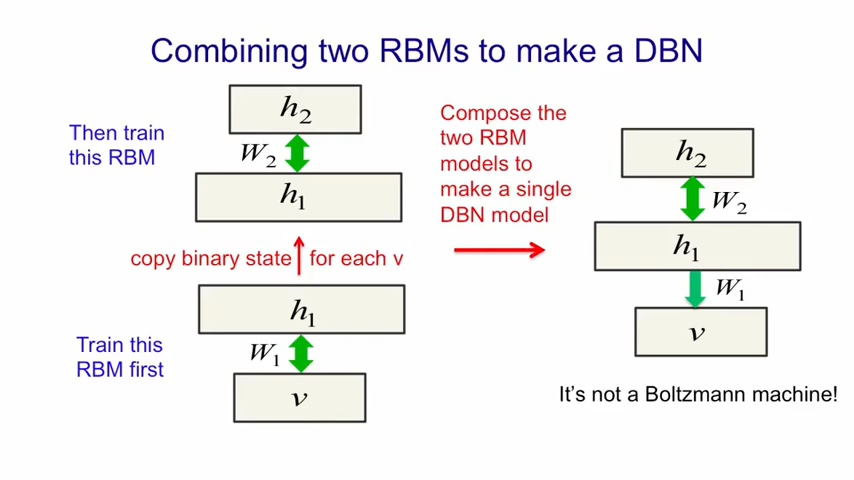 Combining two RBMs to make a DBN
Then train
this RBM
h2
W2
h1
copy binary state
for each v
h1
Train this
RBM first
W1
v
Compose the
two RBM
models to
make a single
DBN model
h2
W2
h1
W1
v
It's not a Boltzmann machine!